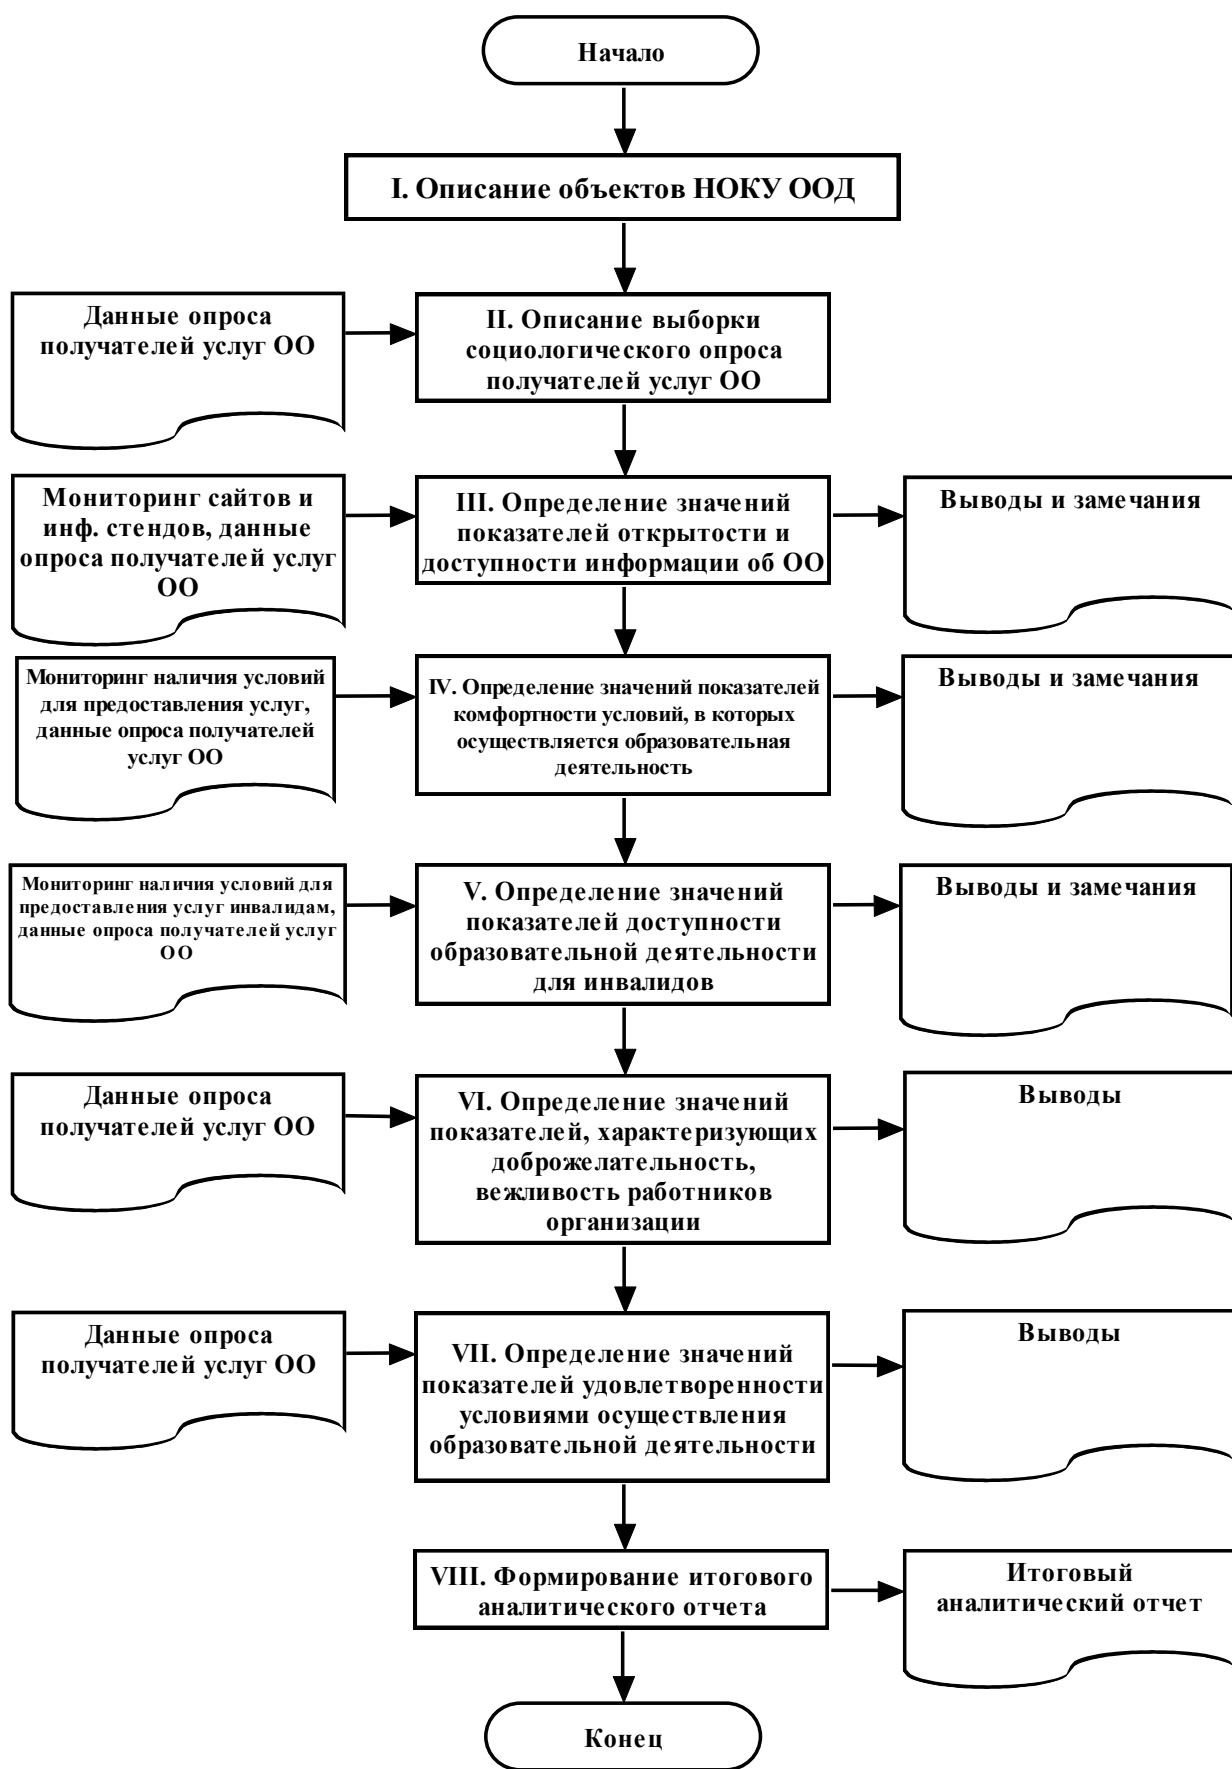 Начало
I. Описание объектов НОКУ ООД
Данные опроса
получателей услуг ОО
II. Описание выборки
социологического опроса
получателей услуг ОО
Мониторинг сайтов и
инф. стендов, данные
опроса получателей услуг
ОО
III. Определение значений
показателей открытости и
доступности информации об ОО
Выводы и замечания
Мониторинг наличия условий
для предоставления услуг,
данные опроса получателей
услуг ОО
IV. Определение значений показателей
комфортности условий, в которых
осуществляется образовательная
деятельность
Выводы и замечания
Мониторинг наличия условий для
предоставления услуг инвалидам,
данные опроса получателей услуг
ОО
V. Определение значений
показателей доступности
образовательной деятельности
для инвалидов
Выводы и замечания
Данные опроса
получателей услуг ОО
VI. Определение значений
показателей, характеризующих
доброжелательность,
вежливость работников
организации
Выводы
Данные опроса
получателей услуг ОО
VII. Определение значений
показателей удовлетворенности
условиями осуществления
образовательной деятельности
Выводы
VIII. Формирование итогового
аналитического отчета
Итоговый
аналитический отчет
Конец